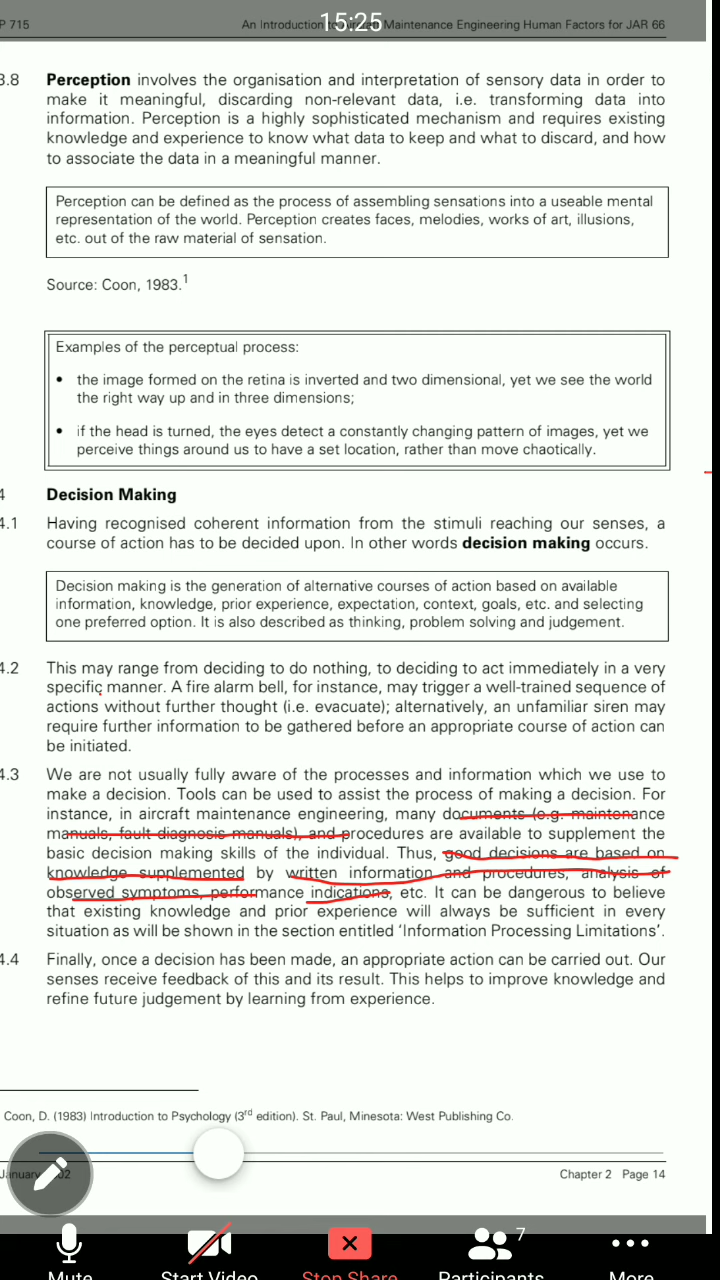 P 715
An Introduction to Aircraft Maintenance Engineering Human Factors for JAR 66
15:25
3.8 Perception involves the organisation and interpretation of sensory data in order to
make it meaningful, discarding non-relevant data, i.e. transforming data into
information. Perception is a highly sophisticated mechanism and requires existing
knowledge and experience to know what data to keep and what to discard, and how
to associate the data in a meaningful manner.
Perception can be defined as the process of assembling sensations into a useable mental
representation of the world. Perception creates faces, melodies, works of art, illusions,
etc. out of the raw material of sensation.
Source: Coon, 1983.1
Examples of the perceptual process:
• the image formed on the retina is inverted and two dimensional, yet we see the world
the right way up and in three dimensions;
• if the head is turned, the eyes detect a constantly changing pattern of images, yet we
perceive things around us to have a set location, rather than move chaotically.
4 Decision Making
4.1 Having recognised coherent information from the stimuli reaching our senses, a
course of action has to be decided upon. In other words decision making occurs.
Decision making is the generation of alternative courses of action based on available
information, knowledge, prior experience, expectation, context, goals, etc. and selecting
one preferred option. It is also described as thinking, problem solving and judgement.
4.2 This may range from deciding to do nothing, to deciding to act immediately in a very
specific manner. A fire alarm bell, for instance, may trigger a well-trained sequence of
actions without further thought (i.e. evacuate); alternatively, an unfamiliar siren may
require further information to be gathered before an appropriate course of action can
be initiated.
4.3 We are not usually fully aware of the processes and information which we use to
make a decision. Tools can be used to assist the process of making a decision. For
instance, in aircraft maintenance engineering, many documents (e.g. maintenance
manuals, fault diagnosis manuals), and procedures are available to supplement the
basic decision making skills of the individual. Thus, good decisions are based on
knowledge supplemented by written information and procedures, analysis of
observed symptoms, performance indications, etc. It can be dangerous to believe
that existing knowledge and prior experience will always be sufficient in every
situation as will be shown in the section entitled 'Information Processing Limitations'.
4.4 Finally, once a decision has been made, an appropriate action can be carried out. Our
senses receive feedback of this and its result. This helps to improve knowledge and
refine future judgement by learning from experience.
Coon, D. (1983) Introduction to Psychology (3rd edition). St. Paul, Minesota: West Publishing Co.
Chapter 2 Page 14
7
Mute Start Video Stop Share Participants More